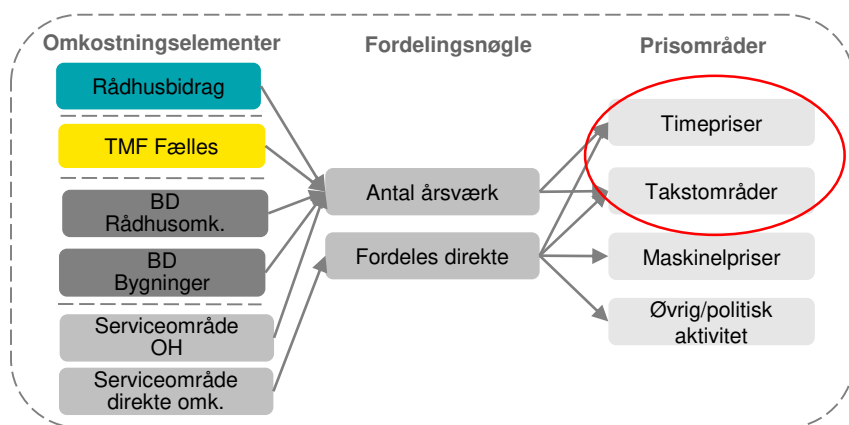 Omkostningselementer
Fordelingsnøgle
Prisområder
Rådhusbidrag
TMF Fælles
BD
Rådhusomk.
BD
Bygninger
Serviceområde
OH
Serviceområde
direkte omk.
Antal årsværk
Fordeles direkte
Timepriser
Takstområder
Maskinelpriser
Øvrig/politisk
aktivitet